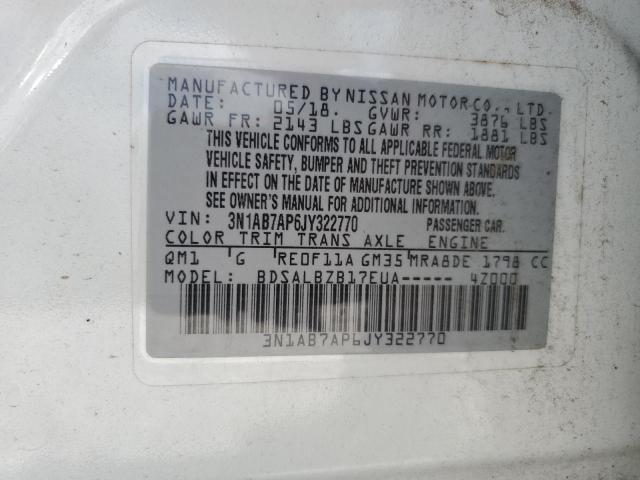 MANUFACTURED BY NISSAN MOTOR CO., LTD.
DATE: 05/18. GVWR: 3876 LBS
GAWR FR: 2143 LBS GAWR RR: 1881 LBS
THIS VEHICLE CONFORMS TO ALL APPLICABLE FEDERAL MOTOR
VEHICLE SAFETY, BUMPER AND THEFT PREVENTION STANDARDS
IN EFFECT ON THE DATE OF MANUFACTURE SHOWN ABOVE.
SEE OWNER'S MANUAL FOR ADDITIONAL INFORMATION.
VIN: 3N1AB7AP6JY322770 PASSENGER CAR.
COLOR TRIM TRANS AXLE ENGINE
QM1 G RE0F11A GM35 MRA8DE 1798 CC
MODEL: BDSALBZB17EUA----- 4Z000
3N1AB7AP6JY322770